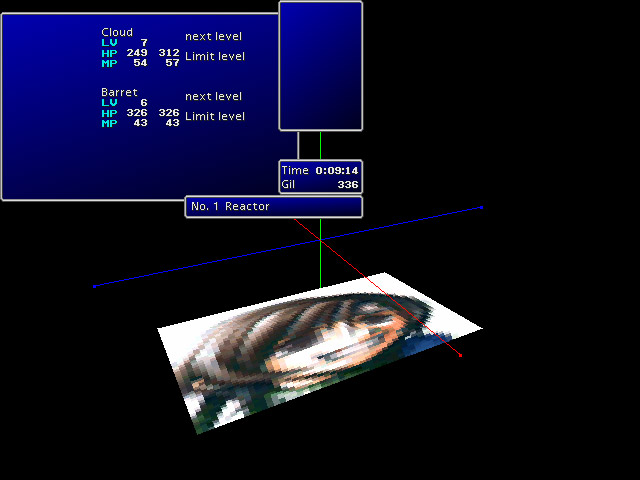 Cloud
LV 7 next level
HP 249 312 Limit level
MP 54 57
Barret
LV 6 next level
HP 326 326 Limit level
MP 43 43
Time 0:09:14
Gil 336
No. 1 Reactor